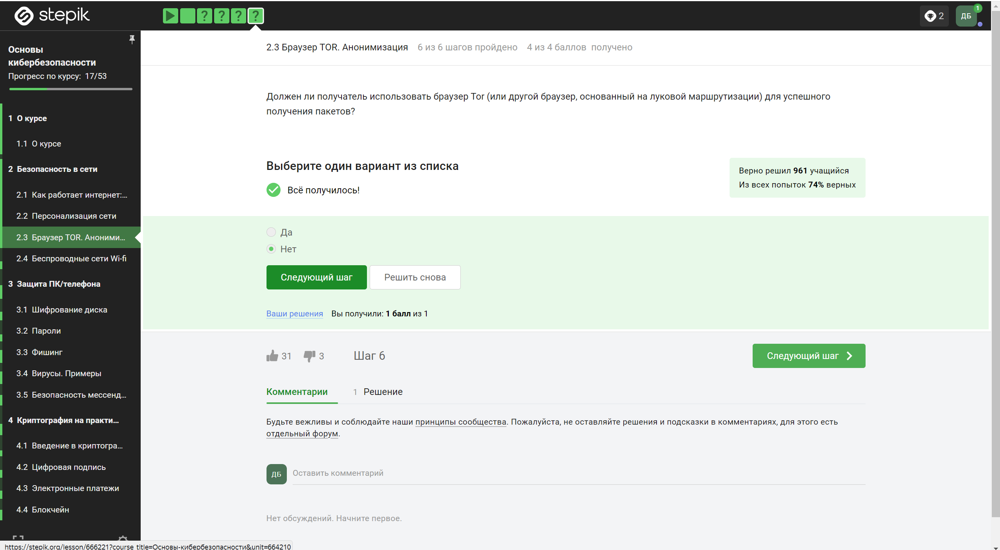 stepik
? ? ? ?
2
ДБ
1
Основы
кибербезопасности
Прогресс по курсу: 17/53
1 О курсе
1.1 О курсе
2 Безопасность в сети
2.1 Как работает интернет:...
2.2 Персонализация сети
2.3 Браузер TOR. Аноними...
2.4 Беспроводные сети Wi-fi
3 Защита ПК/телефона
3.1 Шифрование диска
3.2 Пароли
3.3 Фишинг
3.4 Вирусы. Примеры
3.5 Безопасность мессенд...
4 Криптография на практи...
4.1 Введение в криптогра...
4.2 Цифровая подпись
4.3 Электронные платежи
4.4 Блокчейн
2.3 Браузер TOR. Анонимизация 6 из 6 шагов пройдено 4 из 4 баллов получено
Должен ли получатель использовать браузер Tor (или другой браузер, основанный на луковой маршрутизации) для успешного
получения пакетов?
Выберите один вариант из списка
Всё получилось!
Верно решил 961 учащийся
Из всех попыток 74% верных
Да
Нет
Следующий шаг
Решить снова
Ваши решения Вы получили: 1 балл из 1
31 3 Шаг 6
Следующий шаг
Комментарии 1 Решение
Будьте вежливы и соблюдайте наши принципы сообщества. Пожалуйста, не оставляйте решения и подсказки в комментариях, для этого есть
отдельный форум.
ДБ
Оставить комментарий
Нет обсуждений. Начните первое.
https://stepik.org/lesson/666221?course_title=Основы-кибербезопасности&unit=664210